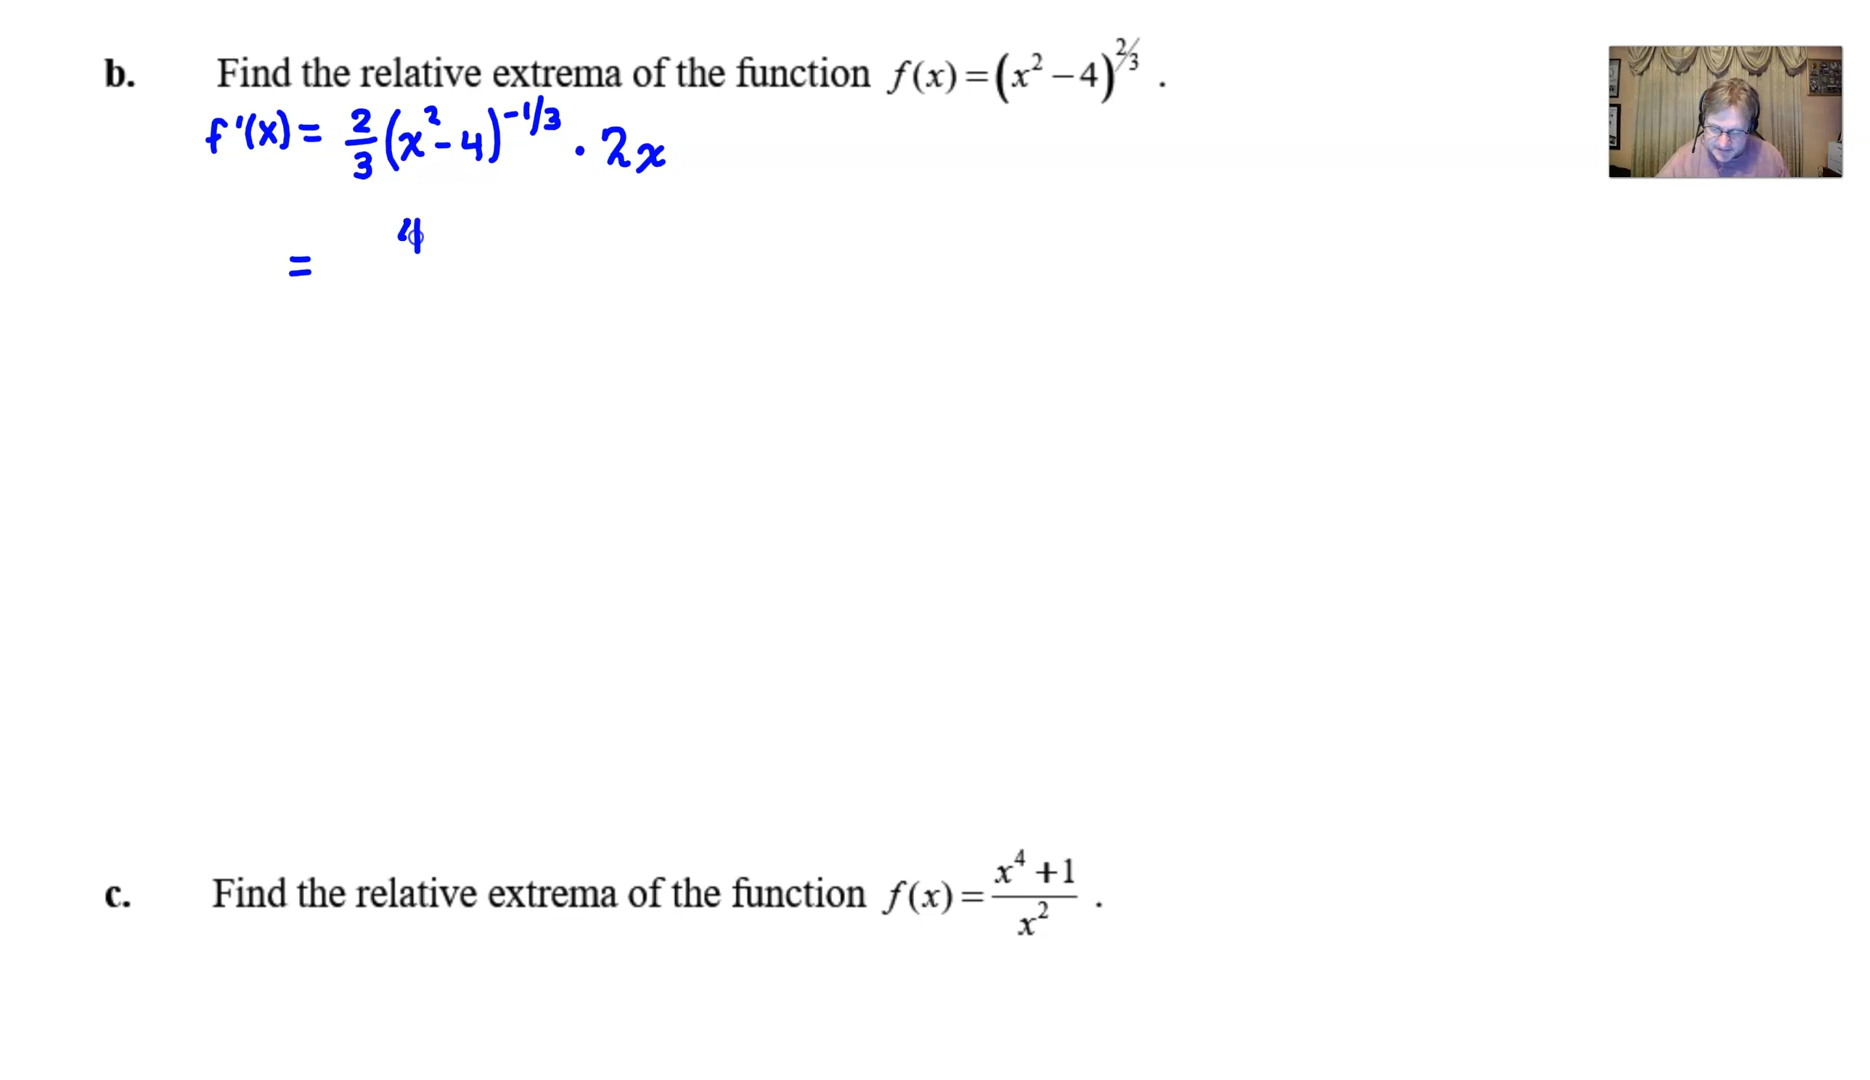 b. Find the relative extrema of the function f(x) = (x² − 4)^(2/3) .
f'(x) = 2/3 (x² - 4)^(-1/3) · 2x
= 4
c. Find the relative extrema of the function f(x) = (x⁴ + 1)/x² .